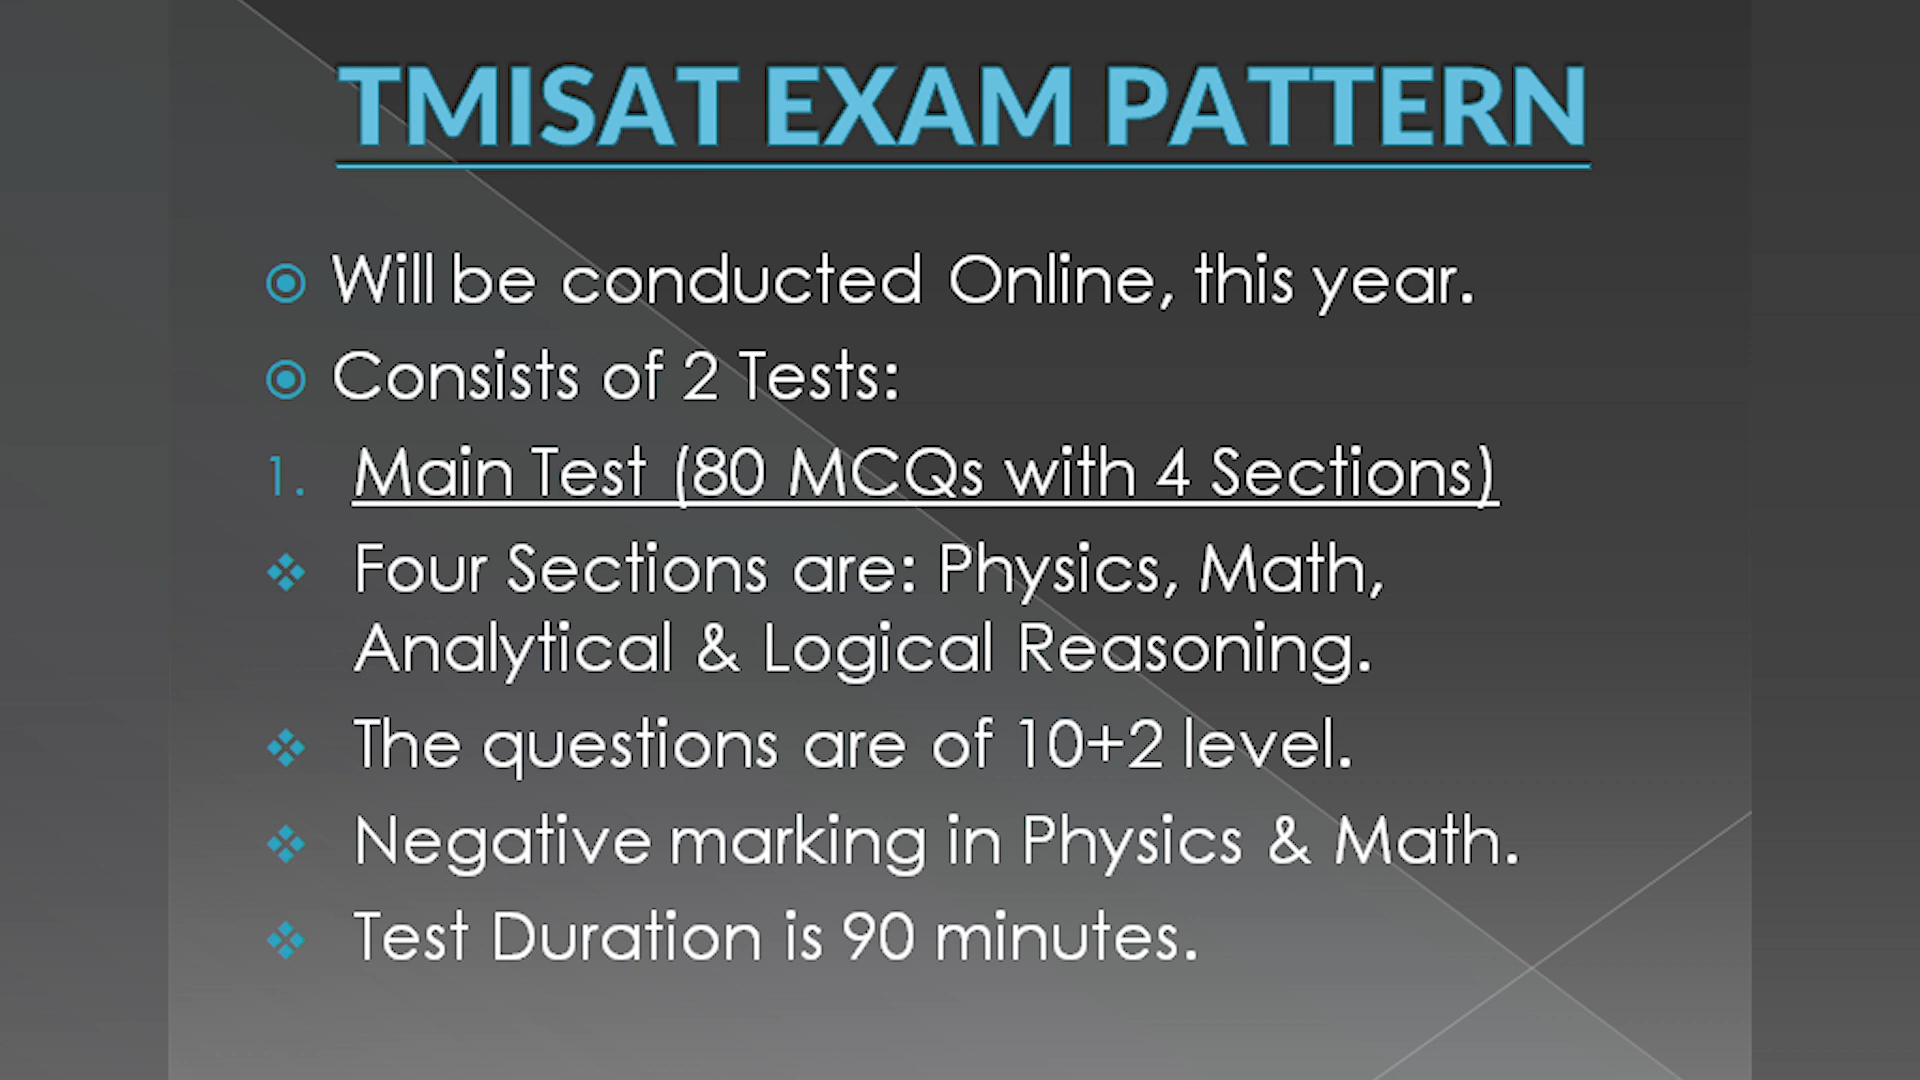 TMISAT EXAM PATTERN
Will be conducted Online, this year.
Consists of 2 Tests:
1. Main Test (80 MCQs with 4 Sections)
Four Sections are: Physics, Math,
Analytical & Logical Reasoning.
The questions are of 10+2 level.
Negative marking in Physics & Math.
Test Duration is 90 minutes.